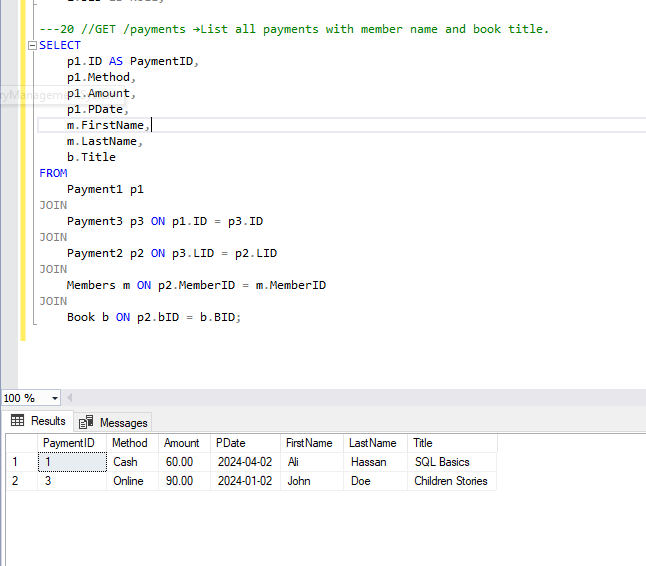 ---20 //GET /payments →List all payments with member name and book title.
SELECT
p1.ID AS PaymentID,
p1.Method,
p1.Amount,
p1.PDate,
m.FirstName,
m.LastName,
b.Title
FROM
Payment1 p1
JOIN
Payment3 p3 ON p1.ID = p3.ID
JOIN
Payment2 p2 ON p3.LID = p2.LID
JOIN
Members m ON p2.MemberID = m.MemberID
JOIN
Book b ON p2.bID = b.BID;
100 %
Results Messages
PaymentID Method Amount PDate FirstName LastName Title
1 1 Cash 60.00 2024-04-02 Ali Hassan SQL Basics
2 3 Online 90.00 2024-01-02 John Doe Children Stories